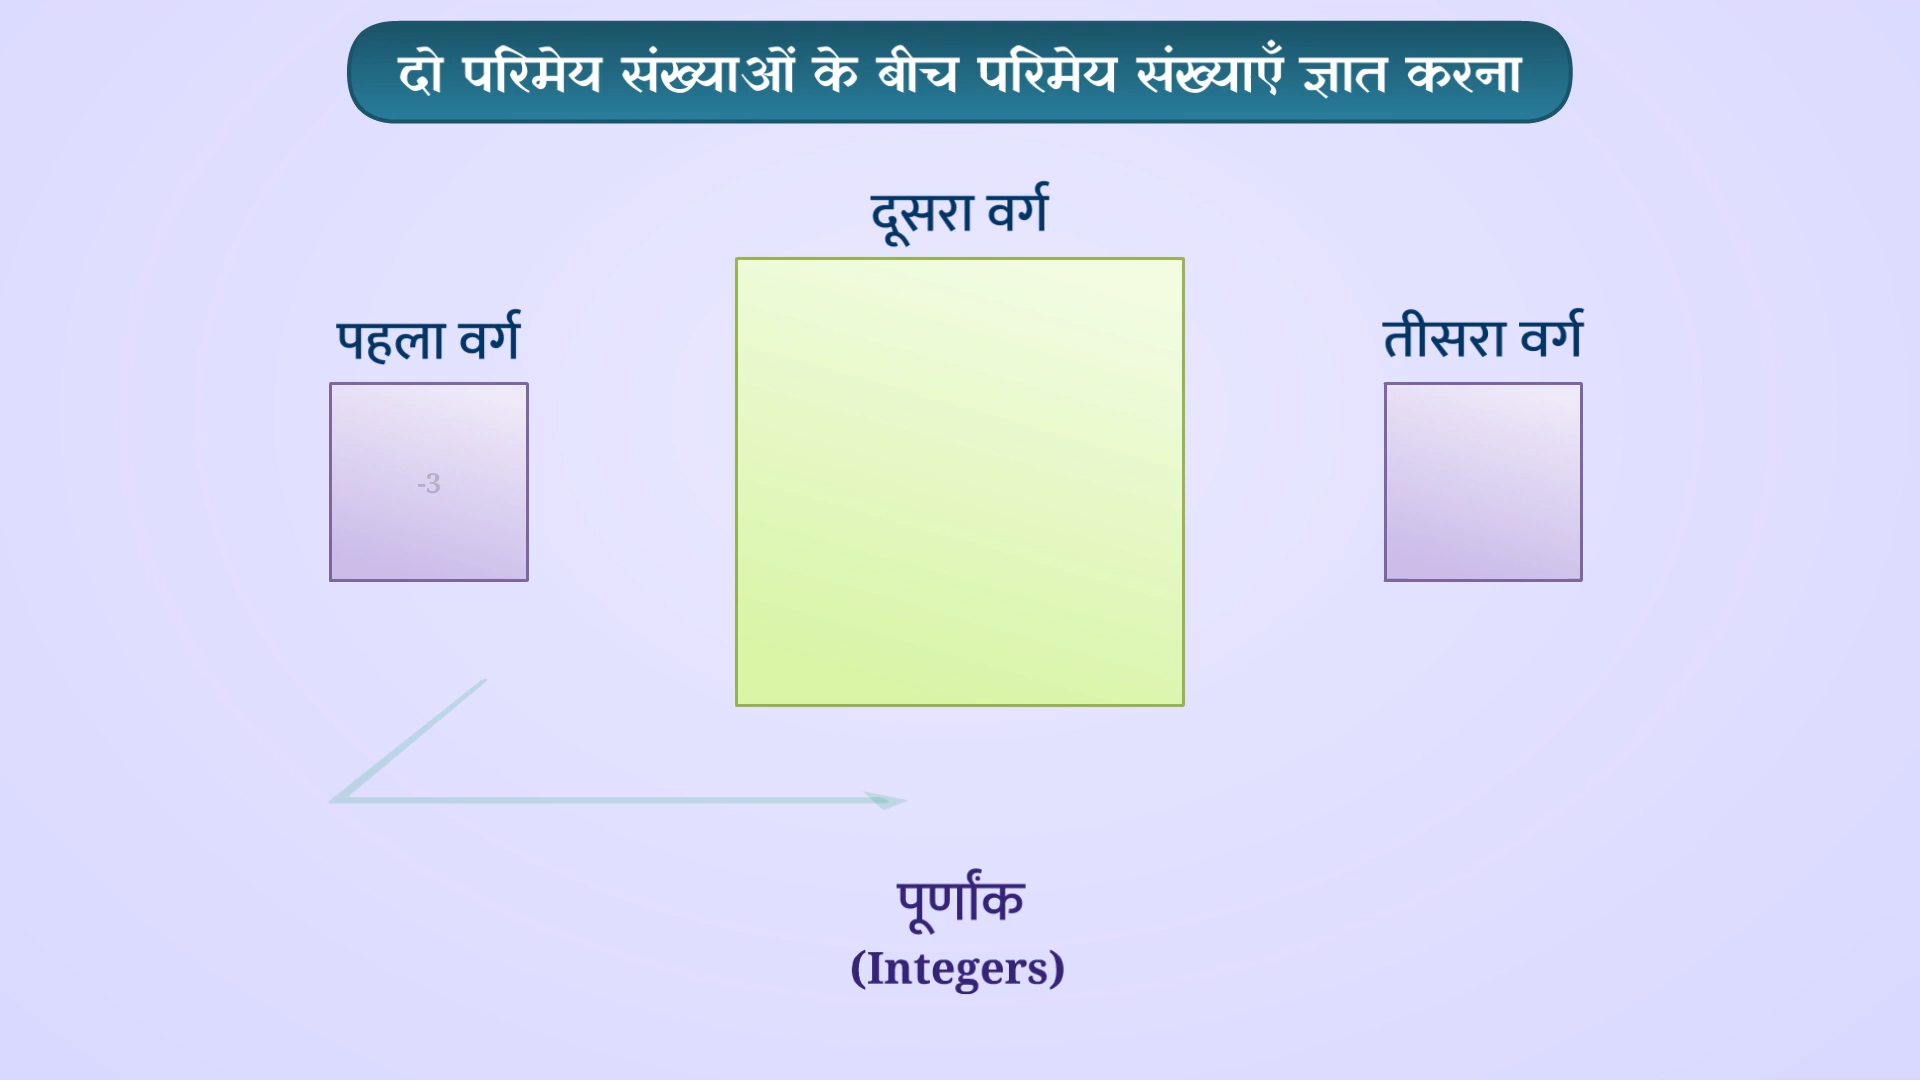 दो परिमेय संख्याओं के बीच परिमेय संख्याएँ ज्ञात करना
दूसरा वर्ग
पहला वर्ग
तीसरा वर्ग
-3
पूर्णांक
(Integers)